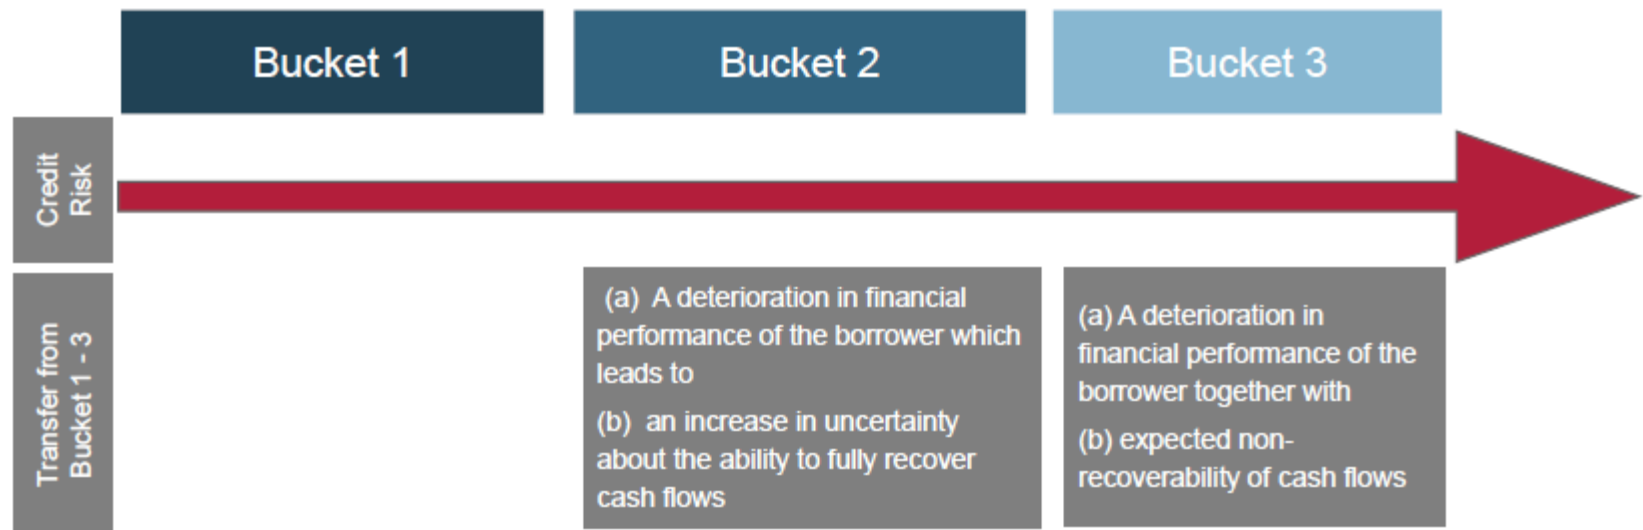 Bucket 1
Bucket 2
Bucket 3
Credit
Risk
Transfer from
Bucket 1 - 3
(a) A deterioration in financial
performance of the borrower which
leads to
(b) an increase in uncertainty
about the ability to fully recover
cash flows
(a) A deterioration in
financial performance of the
borrower together with
(b) expected non-
recoverability of cash flows